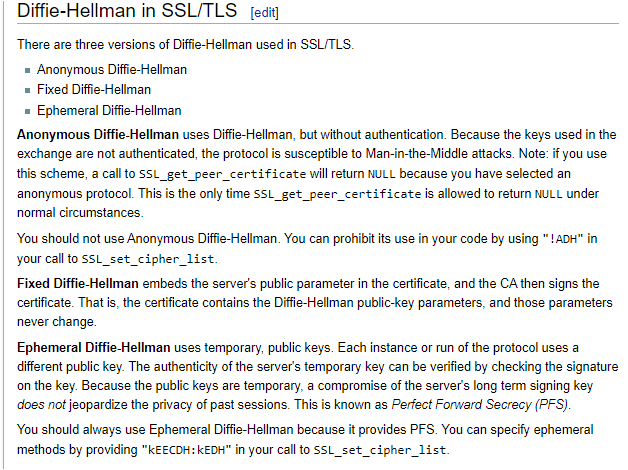 Diffie-Hellman in SSL/TLS [edit]
There are three versions of Diffie-Hellman used in SSL/TLS.
Anonymous Diffie-Hellman
Fixed Diffie-Hellman
Ephemeral Diffie-Hellman
Anonymous Diffie-Hellman uses Diffie-Hellman, but without authentication. Because the keys used in the
exchange are not authenticated, the protocol is susceptible to Man-in-the-Middle attacks. Note: if you use
this scheme, a call to SSL_get_peer_certificate will return NULL because you have selected an
anonymous protocol. This is the only time SSL_get_peer_certificate is allowed to return NULL under
normal circumstances.
You should not use Anonymous Diffie-Hellman. You can prohibit its use in your code by using "!ADH" in
your call to SSL_set_cipher_list.
Fixed Diffie-Hellman embeds the server's public parameter in the certificate, and the CA then signs the
certificate. That is, the certificate contains the Diffie-Hellman public-key parameters, and those parameters
never change.
Ephemeral Diffie-Hellman uses temporary, public keys. Each instance or run of the protocol uses a
different public key. The authenticity of the server's temporary key can be verified by checking the signature
on the key. Because the public keys are temporary, a compromise of the server's long term signing key
does not jeopardize the privacy of past sessions. This is known as Perfect Forward Secrecy (PFS).
You should always use Ephemeral Diffie-Hellman because it provides PFS. You can specify ephemeral
methods by providing "kEECDH:kEDH" in your call to SSL_set_cipher_list.